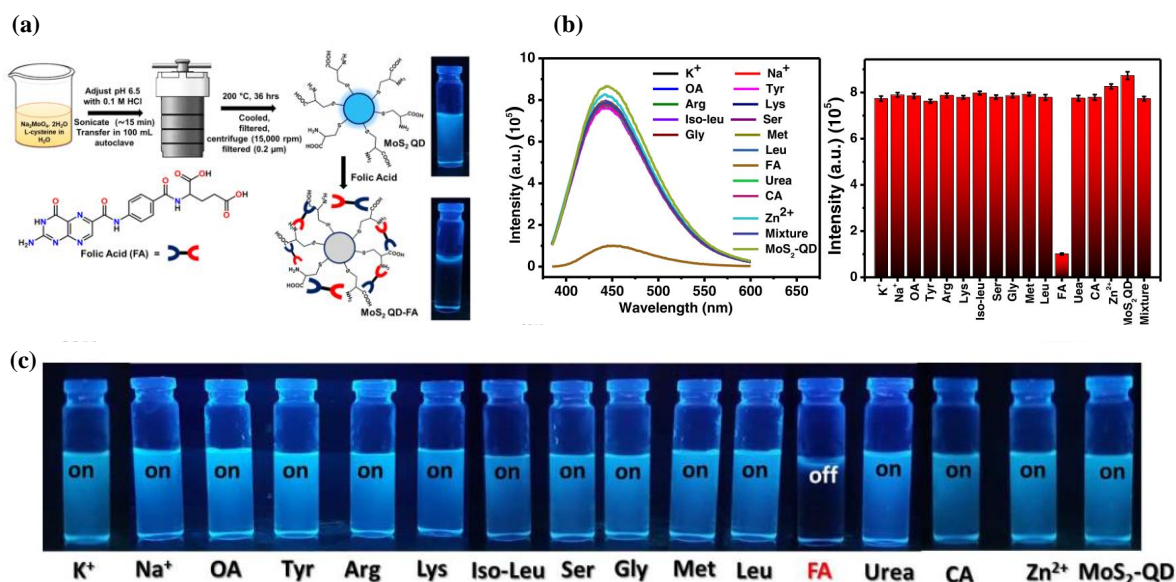 (a)
Na₂MoO₄. 2H₂O
L-cysteine in
H₂O
Adjust pH 6.5
with 0.1 M HCl
Sonicate (~15 min)
Transfer in 100 mL
autoclave
200 °C, 36 hrs
Cooled,
filtered,
centrifuge (15,000 rpm)
filtered (0.2 µm)
MoS₂ QD
Folic Acid
Folic Acid (FA) =
MoS₂ QD-FA
(b)
Intensity (a.u.) (10⁵)
10
8
6
4
2
0
400 450 500 550 600 650
Wavelength (nm)
K⁺
OA
Arg
Iso-leu
Gly
Na⁺
Tyr
Lys
Ser
Met
Leu
FA
Urea
CA
Zn²⁺
Mixture
MoS₂-QD
Intensity (a.u.) (10⁵)
8
6
4
2
0
K⁺ Na⁺ OA Tyr Arg Lys Iso-leu Ser Gly Met Leu FA Uea CA Zn²⁺ MoS₂QD Mixture
(c)
on on on on on on on on on on on off on on on on
K⁺ Na⁺ OA Tyr Arg Lys Iso-Leu Ser Gly Met Leu FA Urea CA Zn²⁺ MoS₂-QD